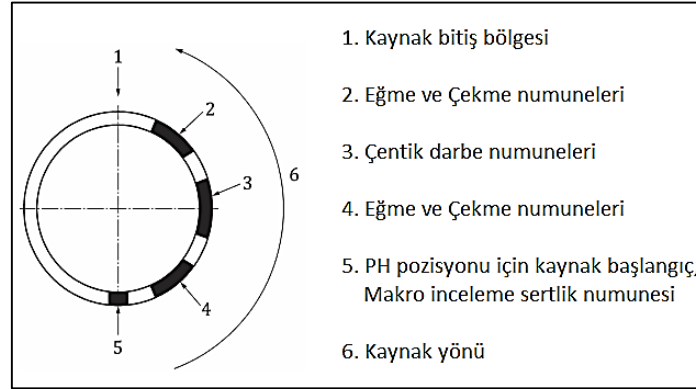 1
2
3
4
5
6
1. Kaynak bitiş bölgesi
2. Eğme ve Çekme numuneleri
3. Çentik darbe numuneleri
4. Eğme ve Çekme numuneleri
5. PH pozisyonu için kaynak başlangıç,
Makro inceleme sertlik numunesi
6. Kaynak yönü